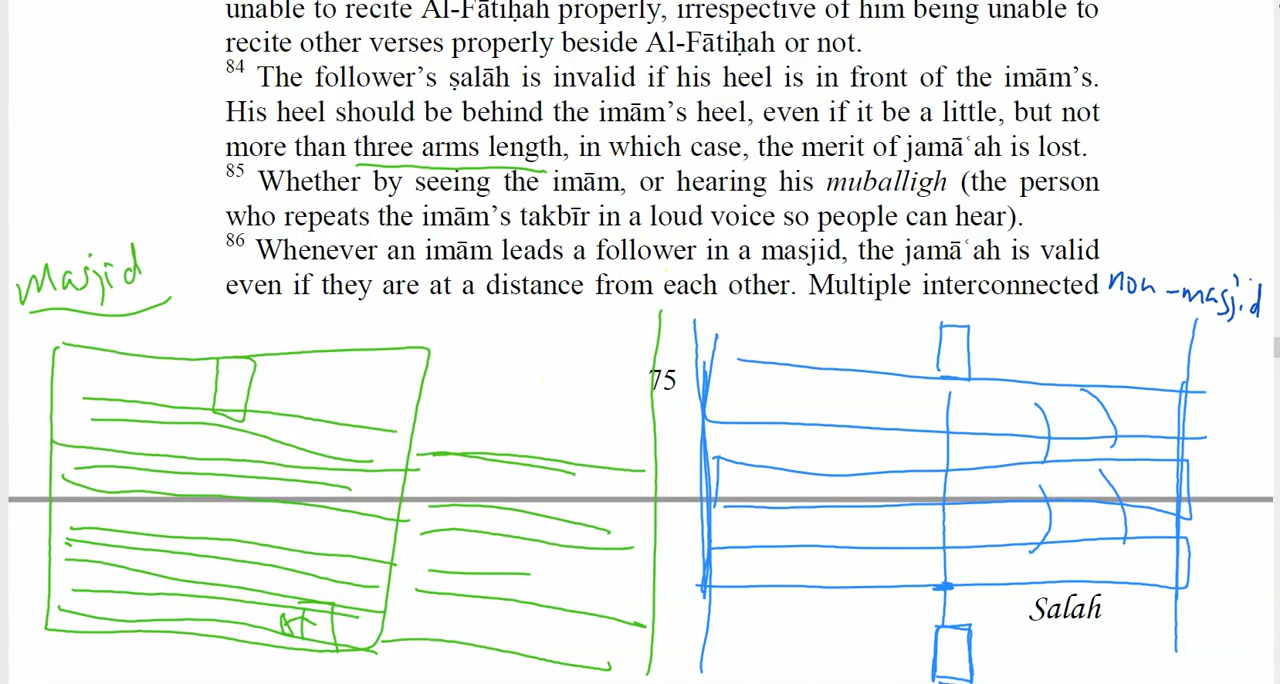 unable to recite Al-Fātiḥah properly, irrespective of him being unable to
recite other verses properly beside Al-Fātiḥah or not.
84 The follower's ṣalāh is invalid if his heel is in front of the imām's.
His heel should be behind the imām's heel, even if it be a little, but not
more than three arms length, in which case, the merit of jamāʿah is lost.
85 Whether by seeing the imām, or hearing his muballigh (the person
who repeats the imām's takbīr in a loud voice so people can hear).
86 Whenever an imām leads a follower in a masjid, the jamāʿah is valid
even if they are at a distance from each other. Multiple interconnected
Masjid
non-masjid
75
Salah